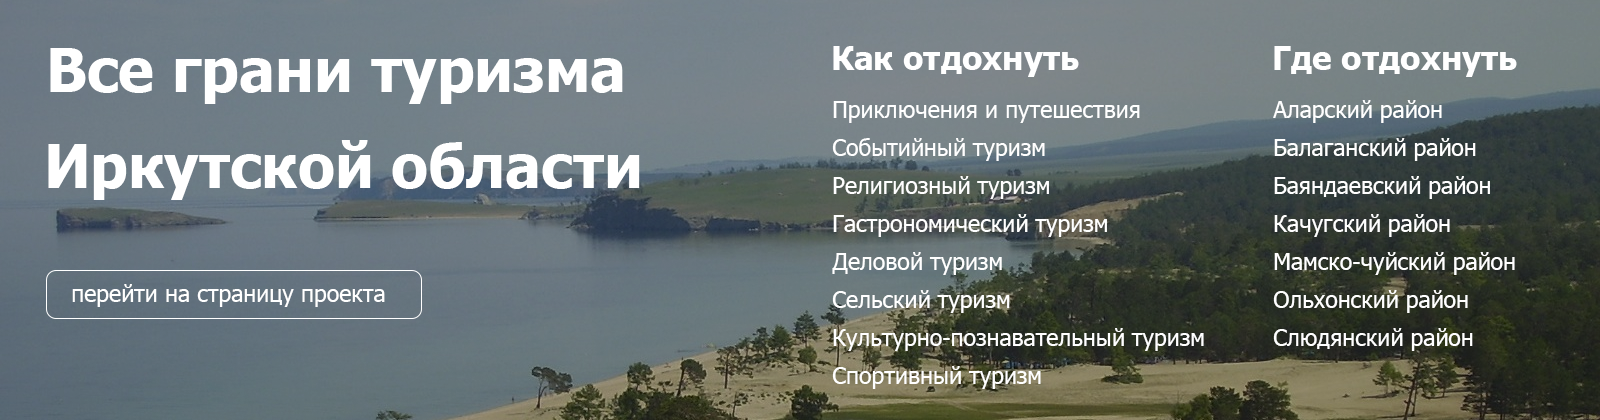 Все грани туризма
Иркутской области
перейти на страницу проекта
Как отдохнуть
Приключения и путешествия
Событийный туризм
Религиозный туризм
Гастрономический туризм
Деловой туризм
Сельский туризм
Культурно-познавательный туризм
Спортивный туризм
Где отдохнуть
Аларский район
Балаганский район
Баяндаевский район
Качугский район
Мамско-чуйский район
Ольхонский район
Слюдянский район